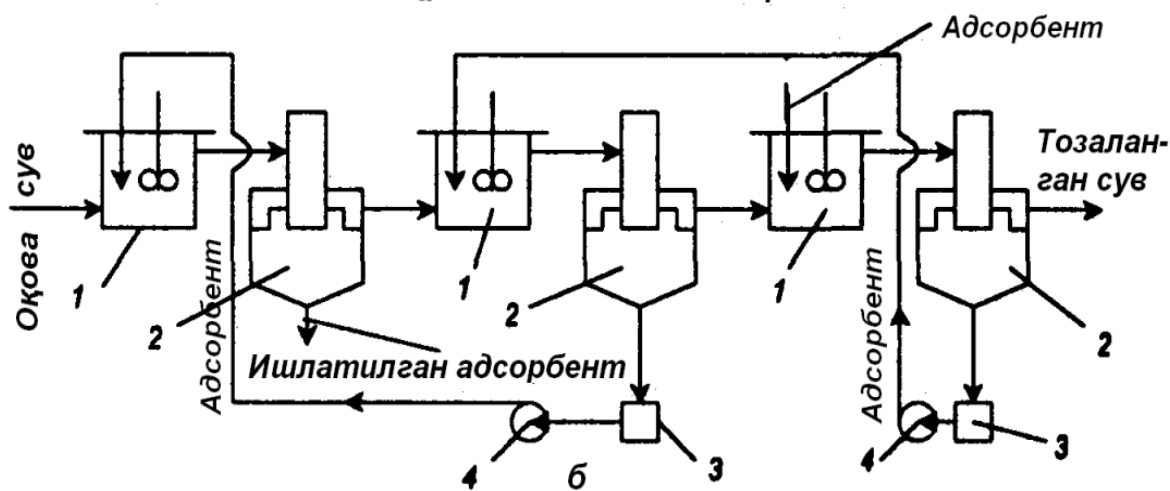 Адсорбент
Оқова сув
Тозалан-
ган сув
1
2
Адсорбент
Ишлатилган адсорбент
1
2
1
Адсорбент
2
4
3
4
3
б